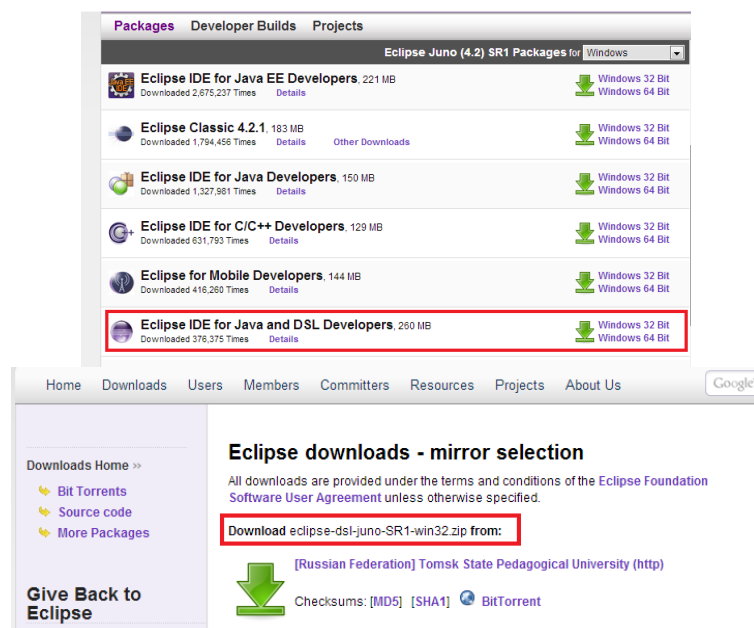 Packages Developer Builds Projects
Eclipse Juno (4.2) SR1 Packages for Windows
Eclipse IDE for Java EE Developers, 221 MB
Downloaded 2,675,237 Times Details
Windows 32 Bit
Windows 64 Bit
Eclipse Classic 4.2.1, 183 MB
Downloaded 1,794,456 Times Details Other Downloads
Windows 32 Bit
Windows 64 Bit
Eclipse IDE for Java Developers, 150 MB
Downloaded 1,327,981 Times Details
Windows 32 Bit
Windows 64 Bit
Eclipse IDE for C/C++ Developers, 129 MB
Downloaded 631,793 Times Details
Windows 32 Bit
Windows 64 Bit
Eclipse for Mobile Developers, 144 MB
Downloaded 416,260 Times Details
Windows 32 Bit
Windows 64 Bit
Eclipse IDE for Java and DSL Developers, 260 MB
Downloaded 376,375 Times Details
Windows 32 Bit
Windows 64 Bit
Home Downloads Users Members Committers Resources Projects About Us Google
Downloads Home »
Bit Torrents
Source code
More Packages
Give Back to
Eclipse
Eclipse downloads - mirror selection
All downloads are provided under the terms and conditions of the Eclipse Foundation
Software User Agreement unless otherwise specified.
Download eclipse-dsl-juno-SR1-win32.zip from:
[Russian Federation] Tomsk State Pedagogical University (http)
Checksums: [MD5] [SHA1] BitTorrent